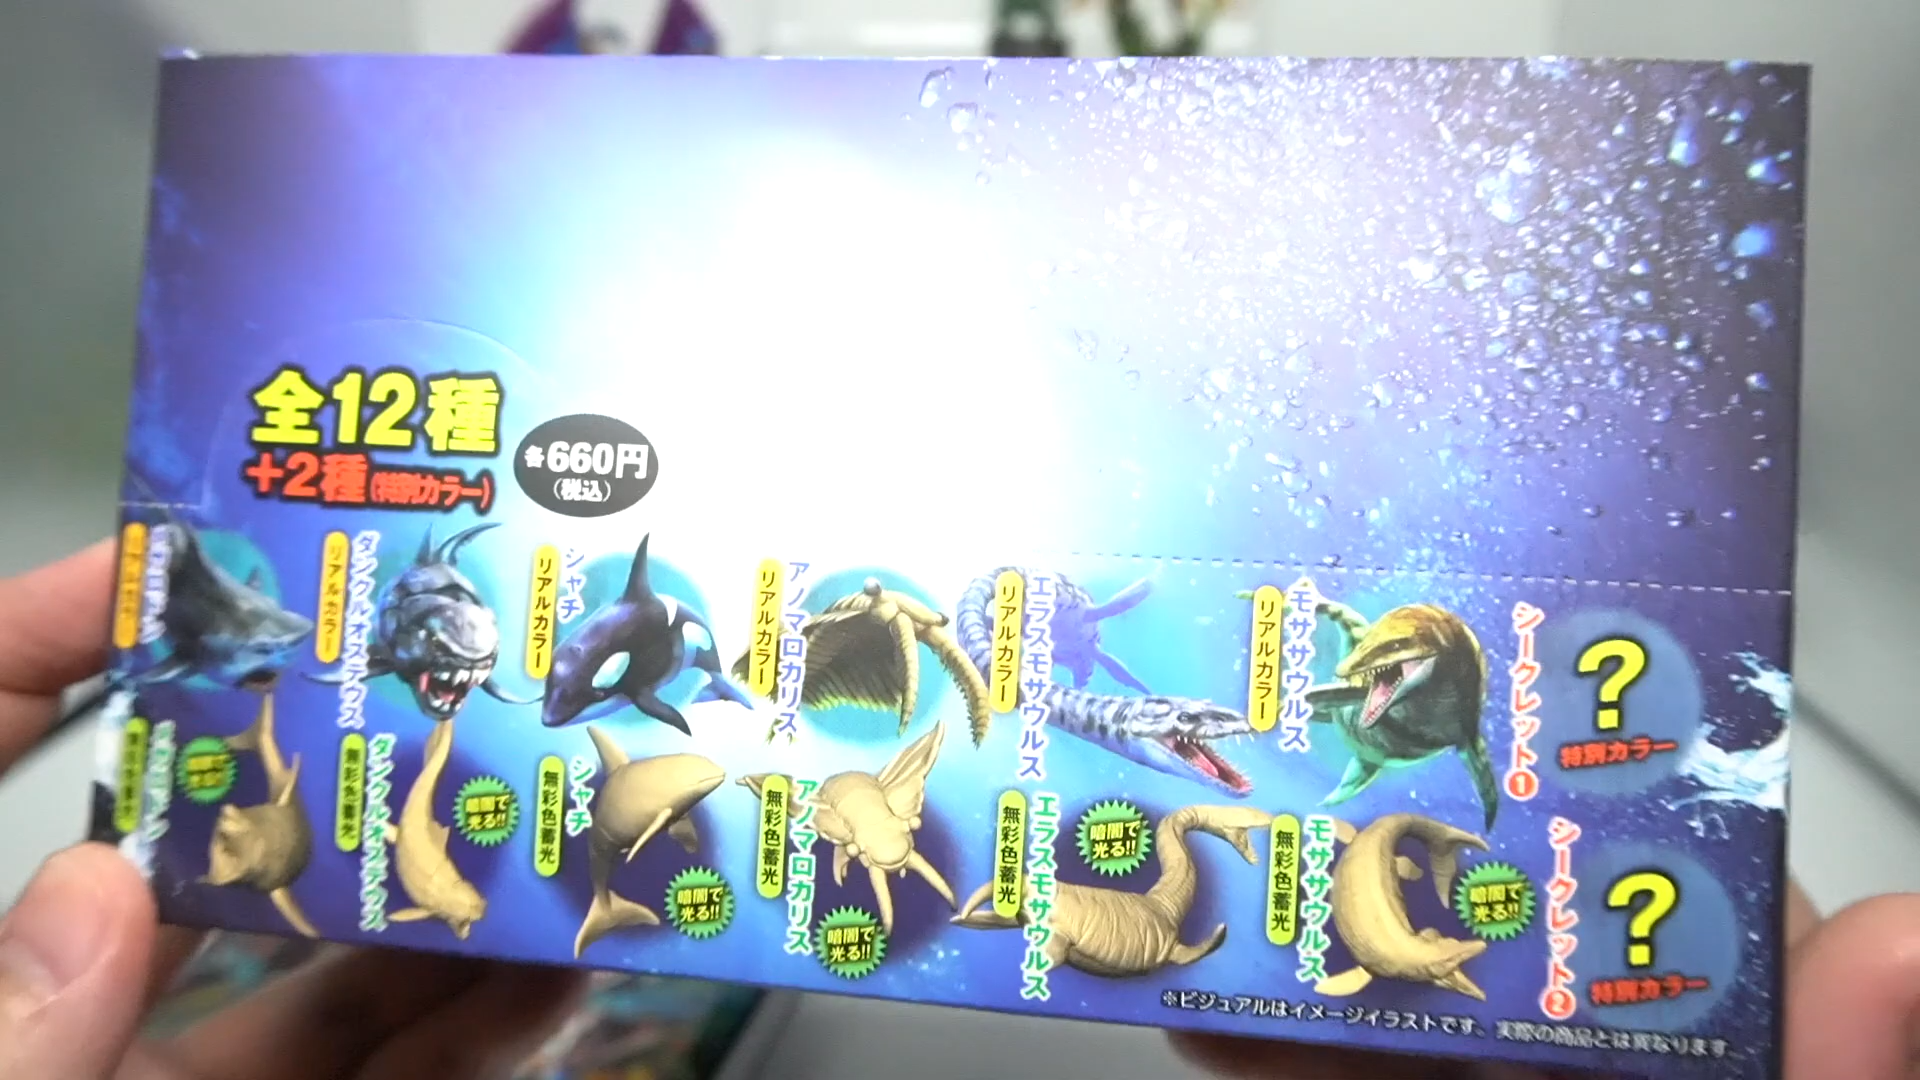 全12種
+2種(特別カラー)
各660円
(税込)
ダンクルオステウス
リアルカラー
シャチ
リアルカラー
アノマロカリス
リアルカラー
エラスモサウルス
リアルカラー
モササウルス
リアルカラー
シークレット❶
?
特別カラー
ダンクルオステウス
無彩色蓄光
暗闇で
光る!!
シャチ
無彩色蓄光
暗闇で
光る!!
アノマロカリス
無彩色蓄光
暗闇で
光る!!
エラスモサウルス
無彩色蓄光
暗闇で
光る!!
モササウルス
無彩色蓄光
暗闇で
光る!!
シークレット❷
?
特別カラー
※ビジュアルはイメージイラストです。実際の商品とは異なります。